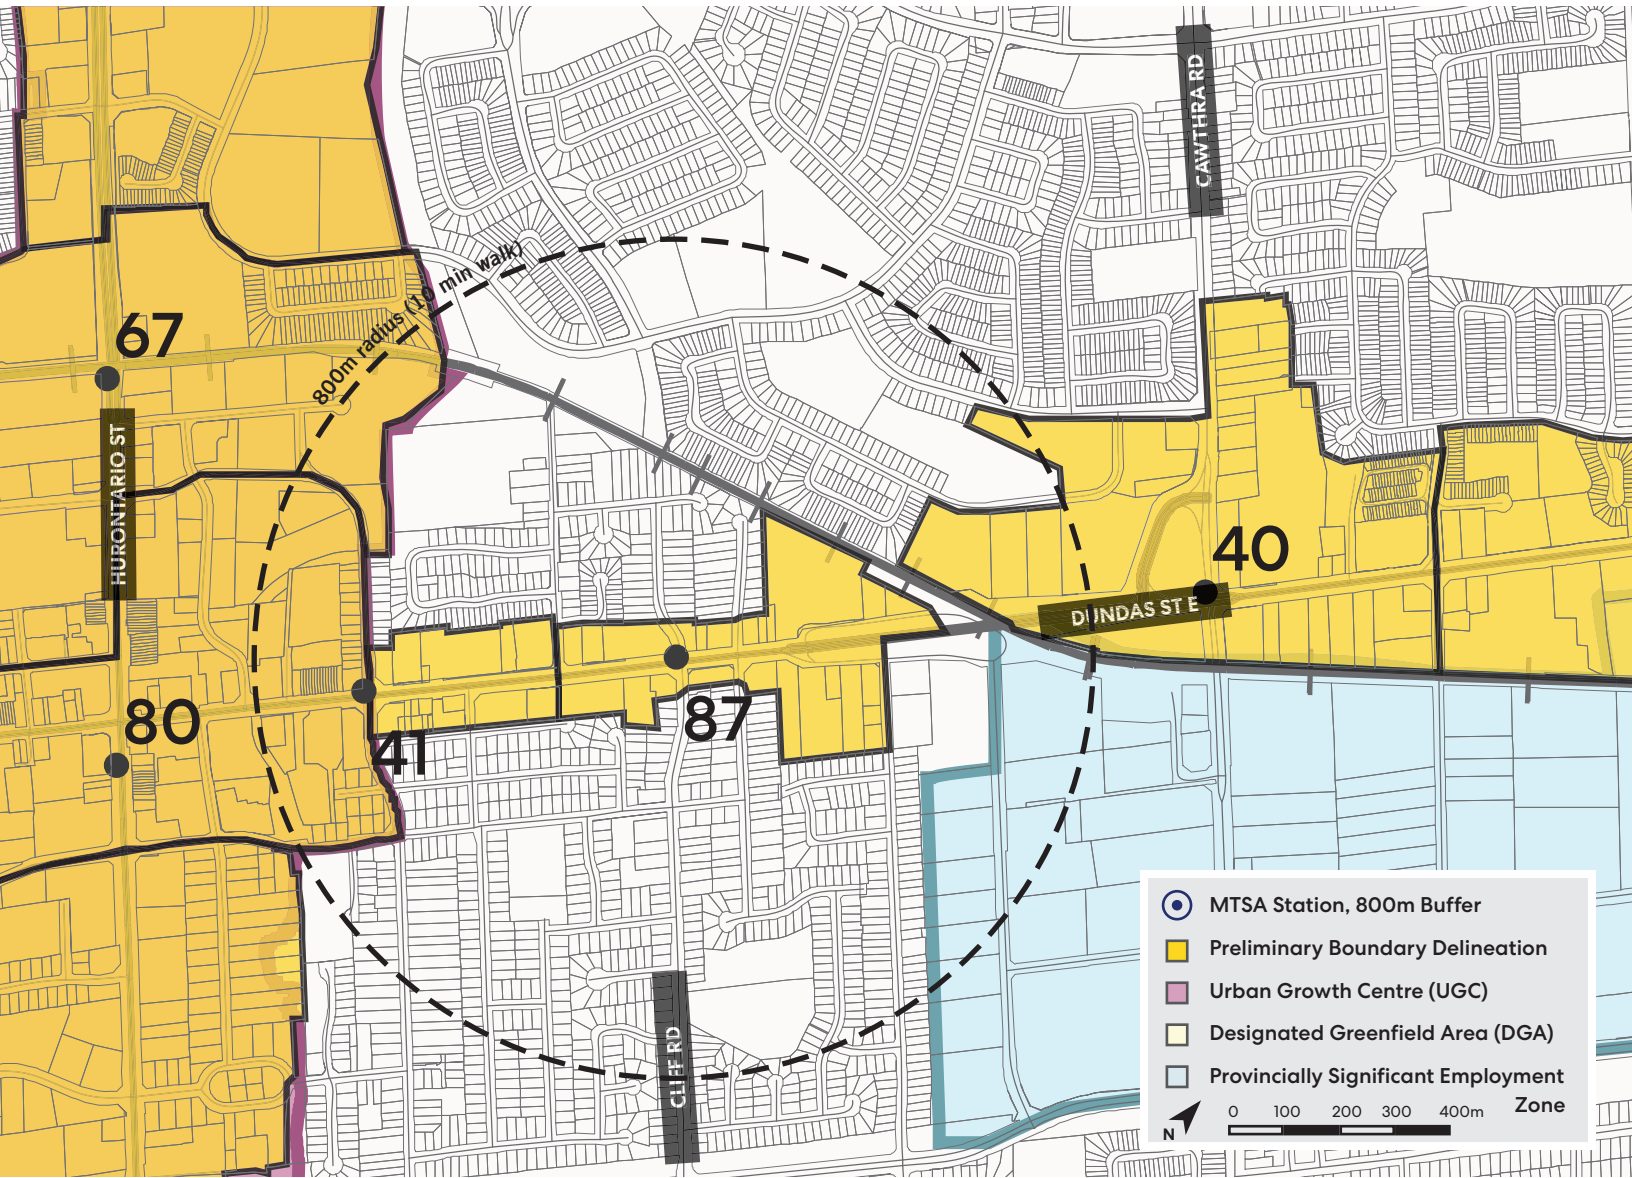 CAWTHRA RD
800m radius (10 min walk)
67
HURONTARIO ST
40
DUNDAS ST E
80
41
87
CLIFF RD
MTSA Station, 800m Buffer
Preliminary Boundary Delineation
Urban Growth Centre (UGC)
Designated Greenfield Area (DGA)
Provincially Significant Employment
Zone
0 100 200 300 400m
N